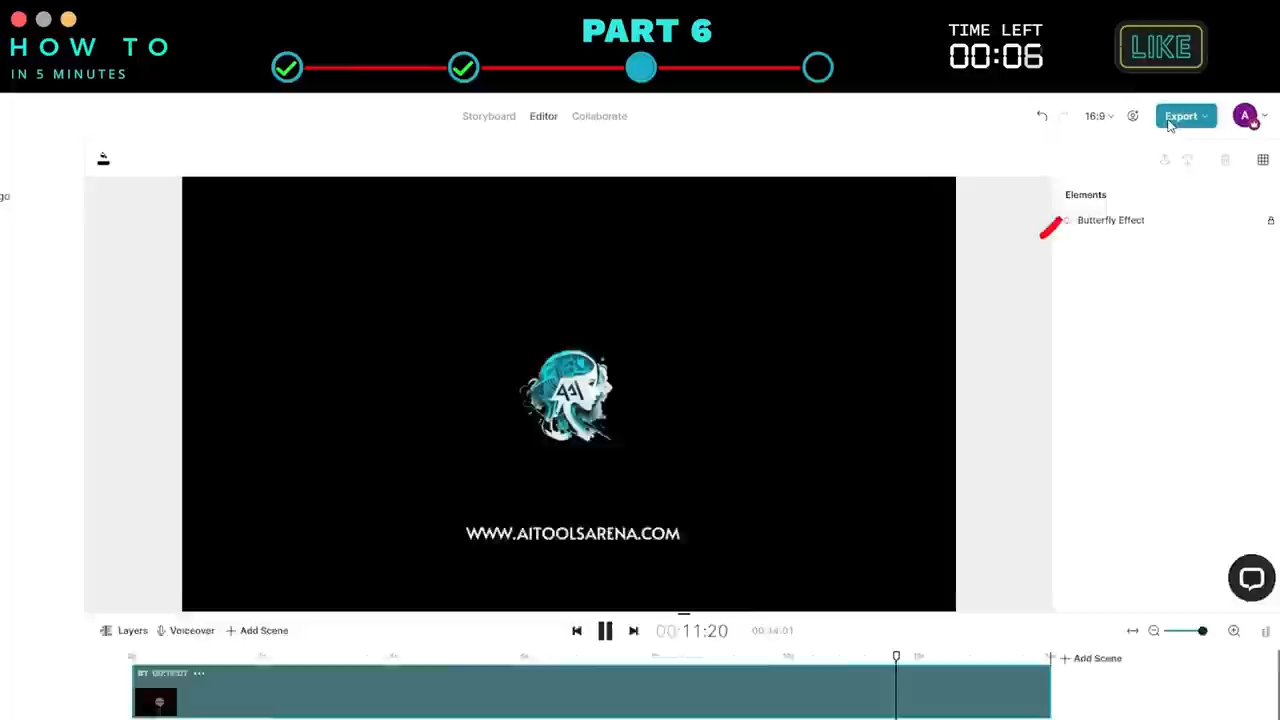 PART 6
TIME LEFT
00:06
LIKE
HOW TO
IN 5 MINUTES
Storyboard Editor Collaborate
16:9
Export
A
go
Elements
Butterfly Effect
WWW.AITOOLSARENA.COM
Layers Voiceover + Add Scene
00:11:20
+ Add Scene